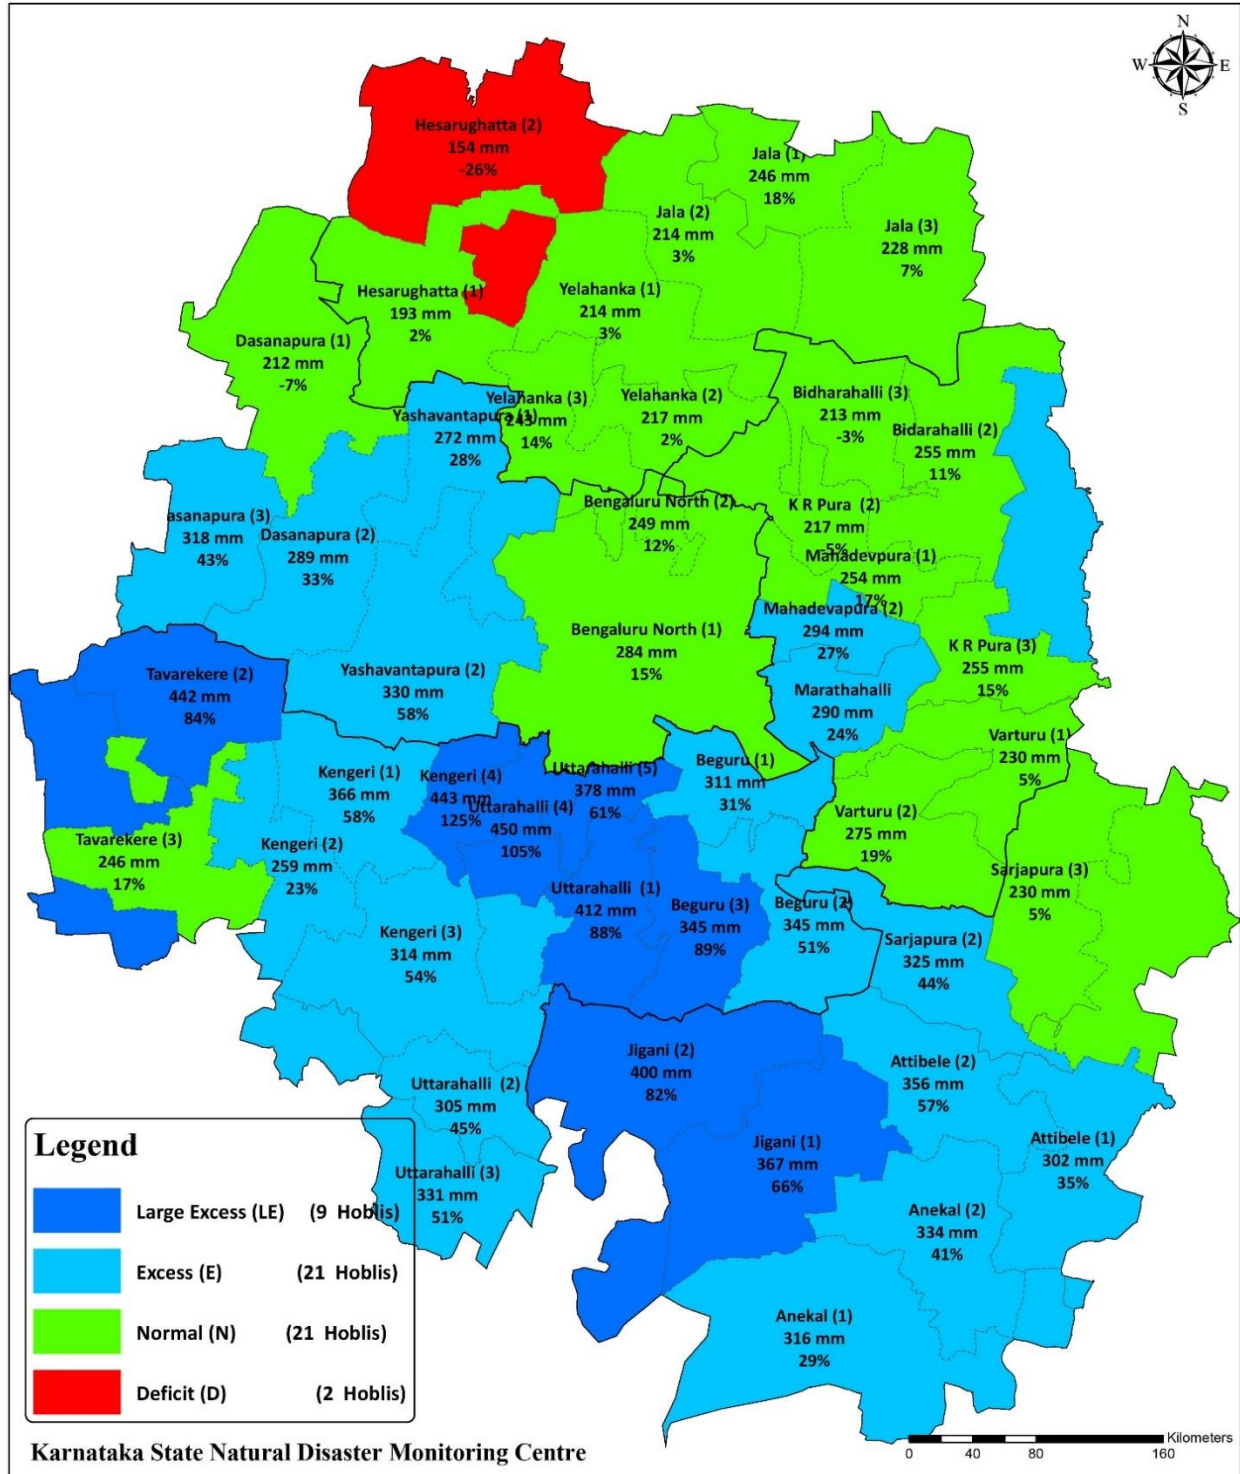 N
W E
S
Hesarughatta (2)
154 mm
-26%
Jala (1)
246 mm
18%
Jala (2)
214 mm
3%
Jala (3)
228 mm
7%
Hesarughatta (1)
193 mm
2%
Yelahanka (1)
214 mm
3%
Dasanapura (1)
212 mm
-7%
Yashavantapura (1)
272 mm
28%
Yelahanka (3)
243 mm
14%
Yelahanka (2)
217 mm
2%
Bidharahalli (3)
213 mm
-3%
Bidarahalli (2)
255 mm
11%
asanapura (3)
318 mm
43%
Dasanapura (2)
289 mm
33%
Bengaluru North (2)
249 mm
12%
K R Pura (2)
217 mm
-5%
Mahadevpura (1)
254 mm
17%
Mahadevapura (2)
294 mm
27%
Bengaluru North (1)
284 mm
15%
K R Pura (3)
255 mm
15%
Tavarekere (2)
442 mm
84%
Yashavantapura (2)
330 mm
58%
Marathahalli
290 mm
24%
Varturu (1)
230 mm
5%
Kengeri (1)
366 mm
58%
Kengeri (4)
443 mm
125%
Uttarahalli (5)
378 mm
61%
Beguru (1)
311 mm
31%
Uttarahalli (4)
450 mm
105%
Varturu (2)
275 mm
19%
Tavarekere (3)
246 mm
17%
Kengeri (2)
259 mm
23%
Sarjapura (3)
230 mm
5%
Uttarahalli (1)
412 mm
88%
Beguru (3)
345 mm
89%
Beguru (2)
345 mm
51%
Kengeri (3)
314 mm
54%
Sarjapura (2)
325 mm
44%
Jigani (2)
400 mm
82%
Attibele (2)
356 mm
57%
Uttarahalli (2)
305 mm
45%
Jigani (1)
367 mm
66%
Attibele (1)
302 mm
35%
Uttarahalli (3)
331 mm
51%
Anekal (2)
334 mm
41%
Anekal (1)
316 mm
29%
Legend
Large Excess (LE) (9 Hoblis)
Excess (E) (21 Hoblis)
Normal (N) (21 Hoblis)
Deficit (D) (2 Hoblis)
Karnataka State Natural Disaster Monitoring Centre
Kilometers
0 40 80 160